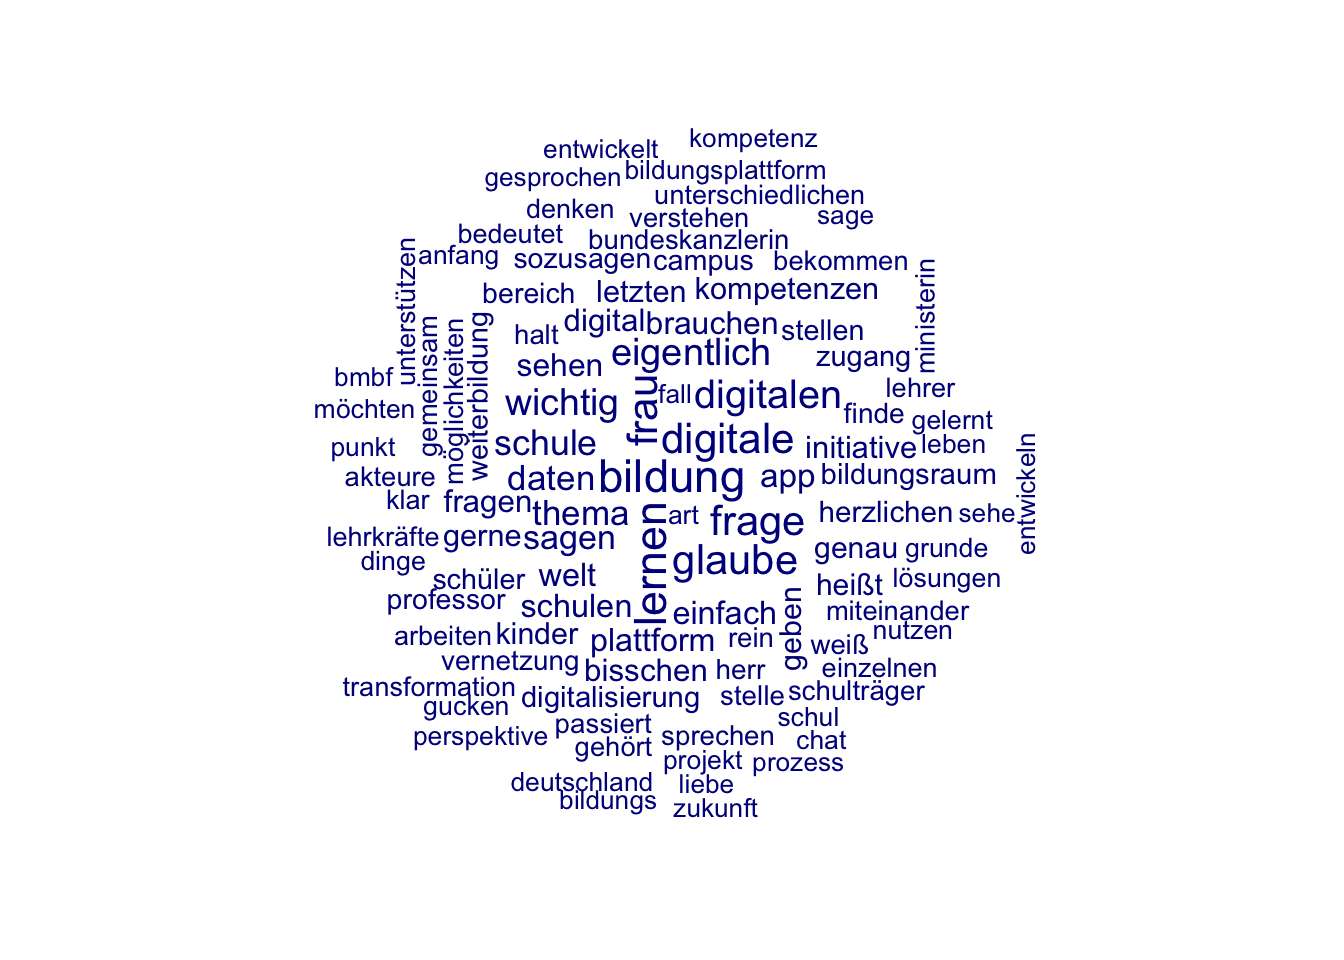 kompetenz
entwickelt
bildungsplattform
gesprochen
unterschiedlichen
denken
verstehen
sage
bedeutet
bundeskanzlerin
anfang
sozusagen
campus
bekommen
unterstützen
bereich
letzten
kompetenzen
ministerin
halt
digital
brauchen
stellen
gemeinsam
möglichkeiten
weiterbildung
sehen
eigentlich
zugang
bmbf
möchten
wichtig
frau
fall
digitalen
lehrer
finde
gelernt
punkt
schule
digitale
initiative
leben
akteure
daten
bildung
app
bildungsraum
entwickeln
klar
fragen
thema
art
frage
herzlichen
sehe
lehrkräfte
gerne
sagen
lernen
glaube
genau
grunde
dinge
schüler
welt
heißt
lösungen
professor
schulen
einfach
geben
miteinander
arbeiten
kinder
plattform
rein
weiß
nutzen
vernetzung
bisschen
herr
einzelnen
transformation
gucken
digitalisierung
stelle
schulträger
perspektive
passiert
gehört
sprechen
schul
chat
projekt
prozess
deutschland
liebe
bildungs
zukunft